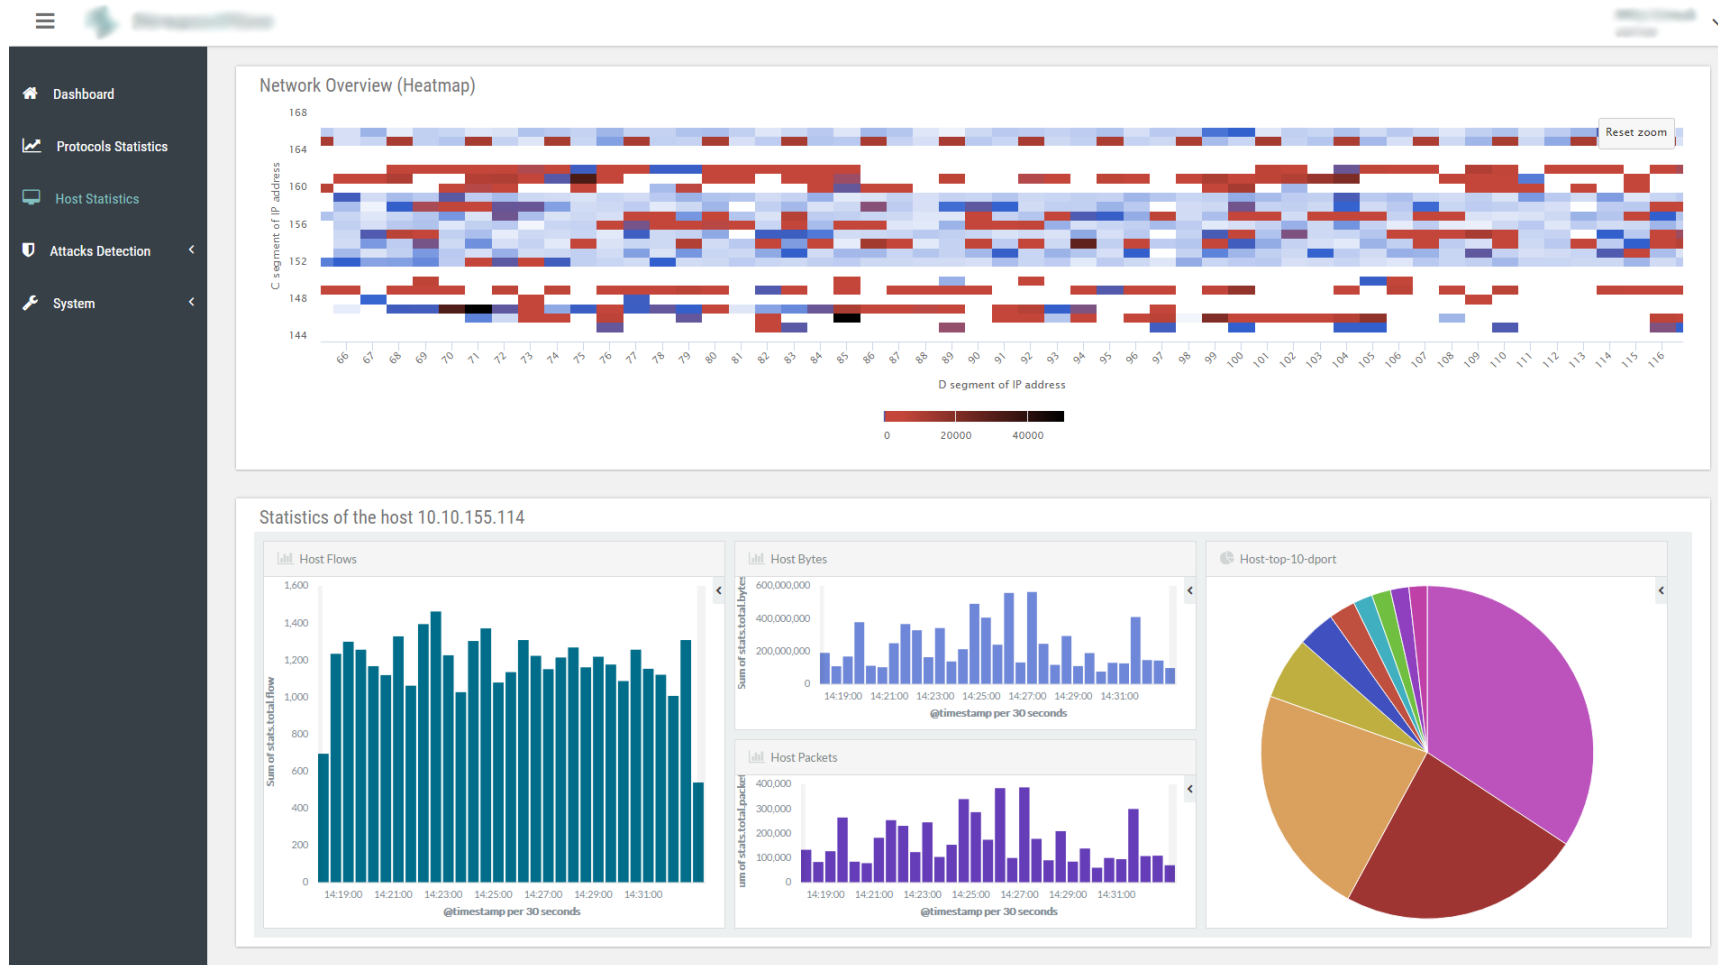 Dashboard
Protocols Statistics
Host Statistics
Attacks Detection
System
Network Overview (Heatmap)
Reset zoom
C segment of IP address
168
164
160
156
152
148
144
66 67 68 69 70 71 72 73 74 75 76 77 78 79 80 81 82 83 84 85 86 87 88 89 90 91 92 93 94 95 96 97 98 99 100 101 102 103 104 105 106 107 108 109 110 111 112 113 114 115 116
D segment of IP address
0 20000 40000
Statistics of the host 10.10.155.114
Host Flows
Sum of stats.total.flow
1,600
1,400
1,200
1,000
800
600
400
200
0
14:19:00 14:21:00 14:23:00 14:25:00 14:27:00 14:29:00 14:31:00
@timestamp per 30 seconds
Host Bytes
Sum of stats.total.bytes
600,000,000
400,000,000
200,000,000
0
14:19:00 14:21:00 14:23:00 14:25:00 14:27:00 14:29:00 14:31:00
@timestamp per 30 seconds
Host Packets
um of stats.total.packet
400,000
300,000
200,000
100,000
0
14:19:00 14:21:00 14:23:00 14:25:00 14:27:00 14:29:00 14:31:00
@timestamp per 30 seconds
Host-top-10-dport